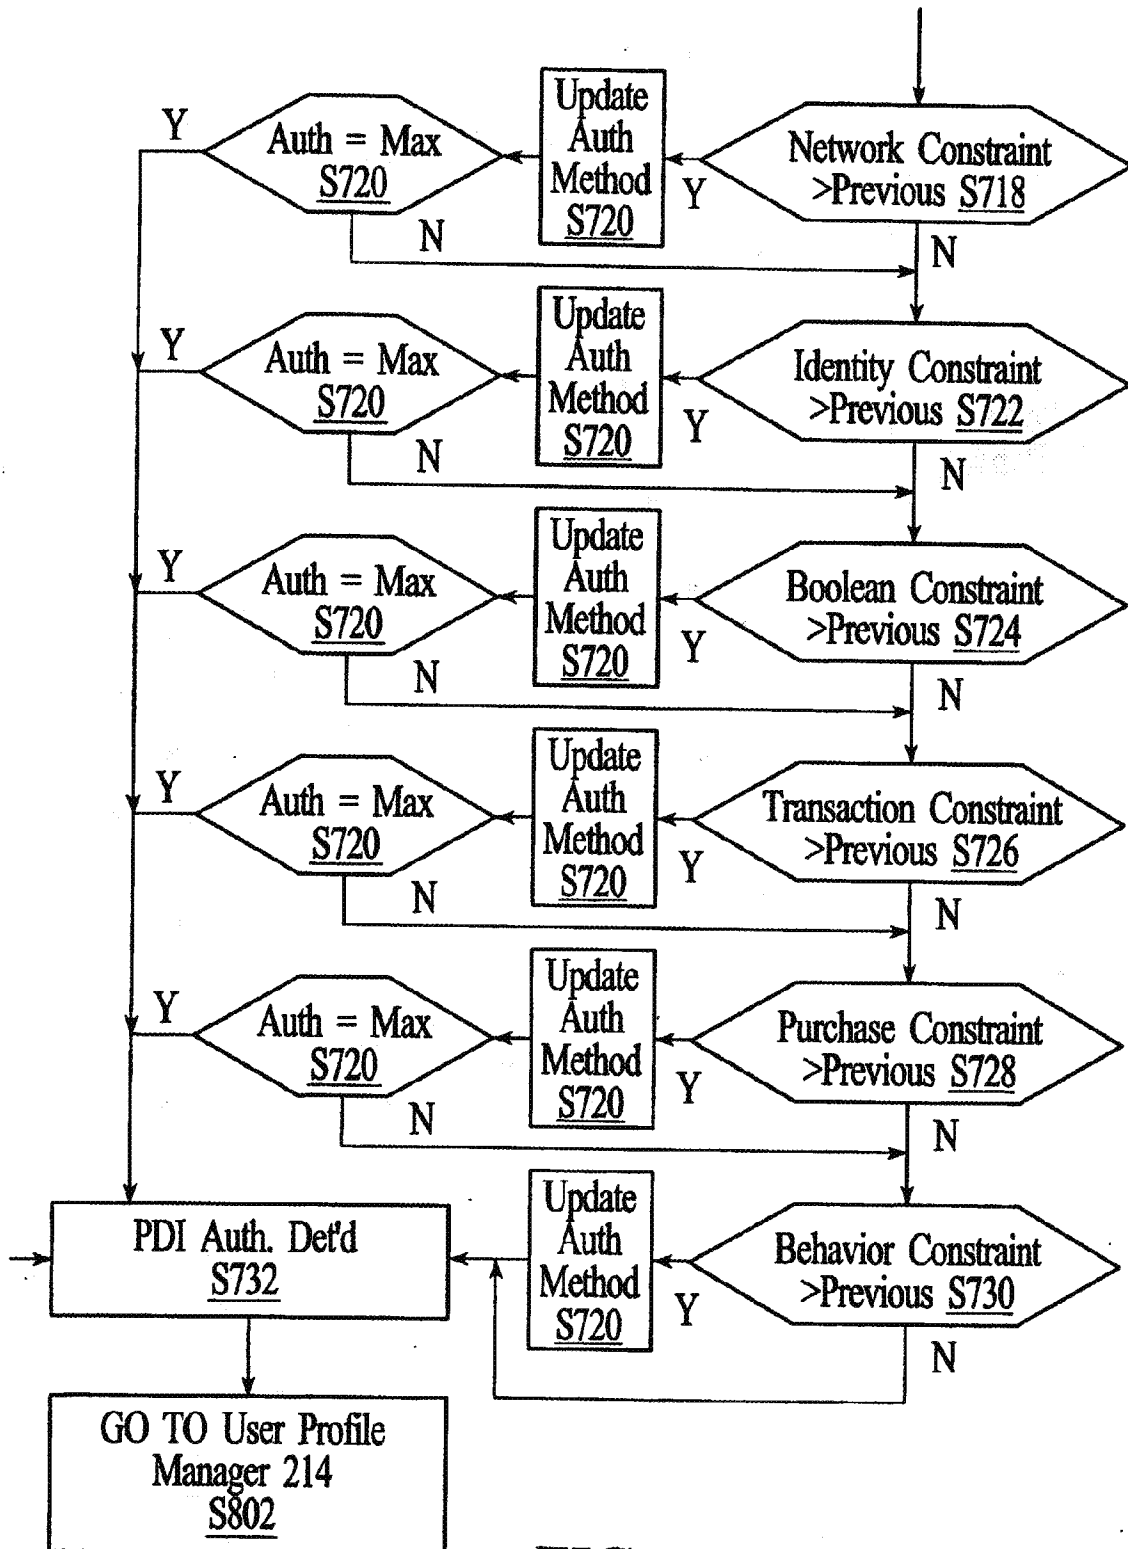 Y
Auth = Max
S720
N
Update
Auth
Method
S720
Y
Network Constraint
>Previous S718
N
Y
Auth = Max
S720
N
Update
Auth
Method
S720
Y
Identity Constraint
>Previous S722
N
Y
Auth = Max
S720
N
Update
Auth
Method
S720
Y
Boolean Constraint
>Previous S724
N
Y
Auth = Max
S720
N
Update
Auth
Method
S720
Y
Transaction Constraint
>Previous S726
N
Y
Auth = Max
S720
N
Update
Auth
Method
S720
Y
Purchase Constraint
>Previous S728
N
PDI Auth. Det'd
S732
Update
Auth
Method
S720
Y
Behavior Constraint
>Previous S730
N
GO TO User Profile
Manager 214
S802